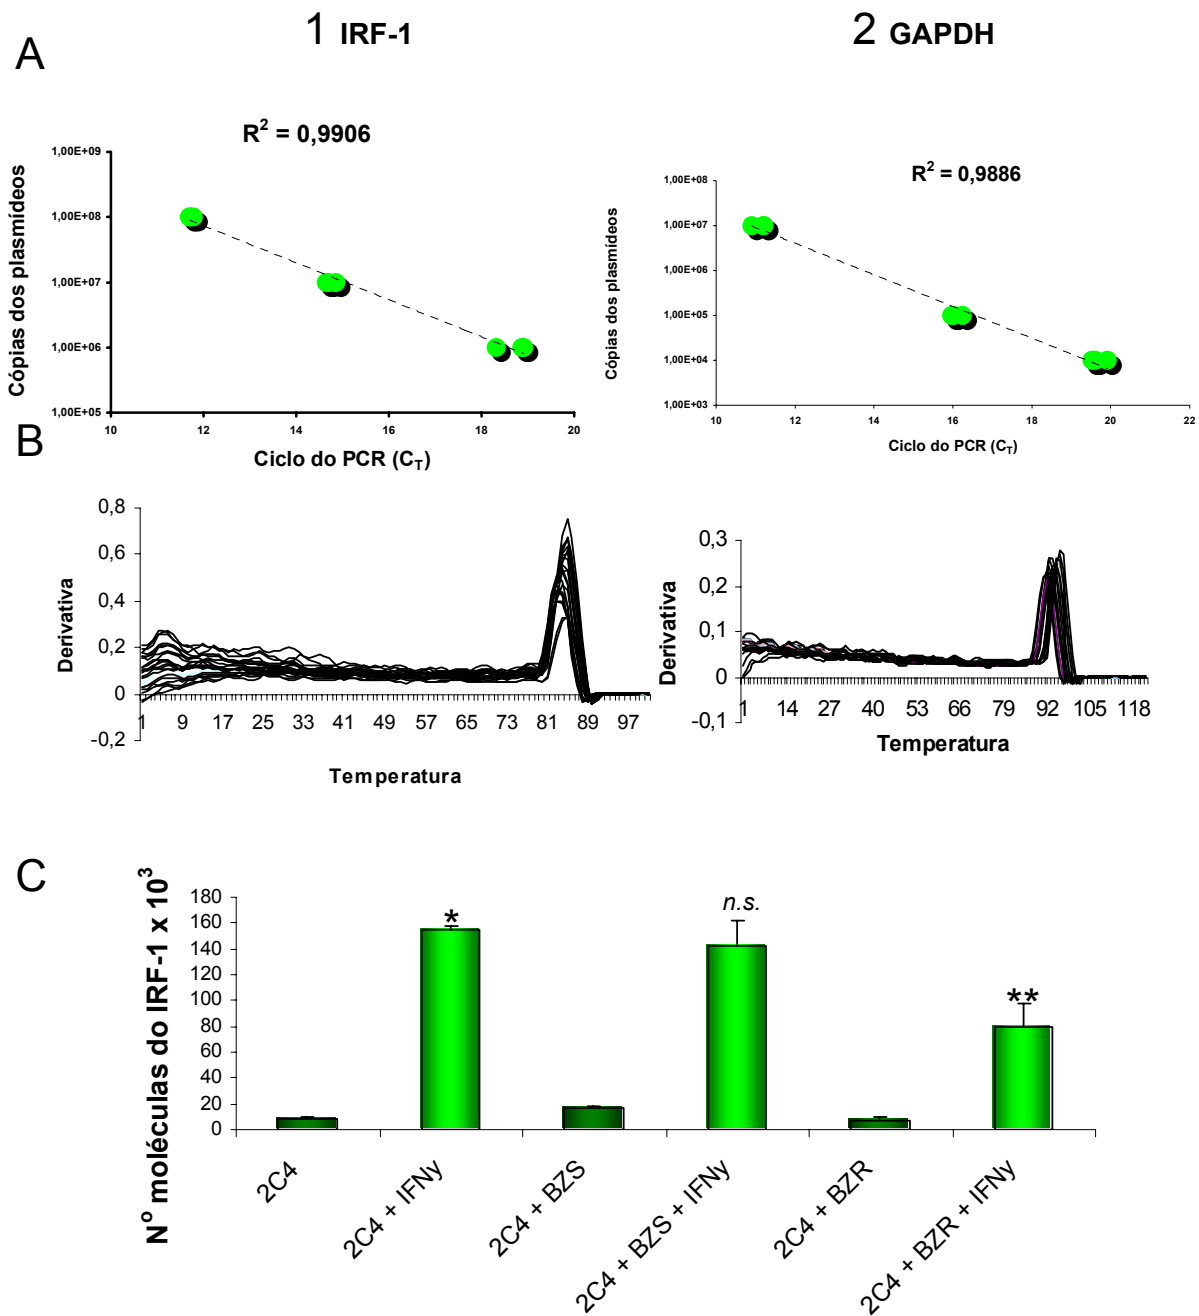 1 IRF-1
2 GAPDH
A
R² = 0,9906
Cópias dos plasmídeos
1,00E+09
1,00E+08
1,00E+07
1,00E+06
1,00E+05
10 12 14 16 18 20
Ciclo do PCR (C_T)
R² = 0,9886
Cópias dos plasmídeos
1,00E+08
1,00E+07
1,00E+06
1,00E+05
1,00E+04
1,00E+03
10 12 14 16 18 20 22
Ciclo do PCR (C_T)
B
Derivativa
0,8
0,6
0,4
0,2
0
-0,2
1 9 17 25 33 41 49 57 65 73 81 89 97
Temperatura
Derivativa
0,3
0,2
0,1
0
-0,1
1 14 27 40 53 66 79 92 105 118
Temperatura
C
Nº moléculas do IRF-1 x 10³
180
160
140
120
100
80
60
40
20
0
*
n.s.
**
2C4
2C4 + IFNγ
2C4 + BZS
2C4 + BZS + IFNγ
2C4 + BZR
2C4 + BZR + IFNγ